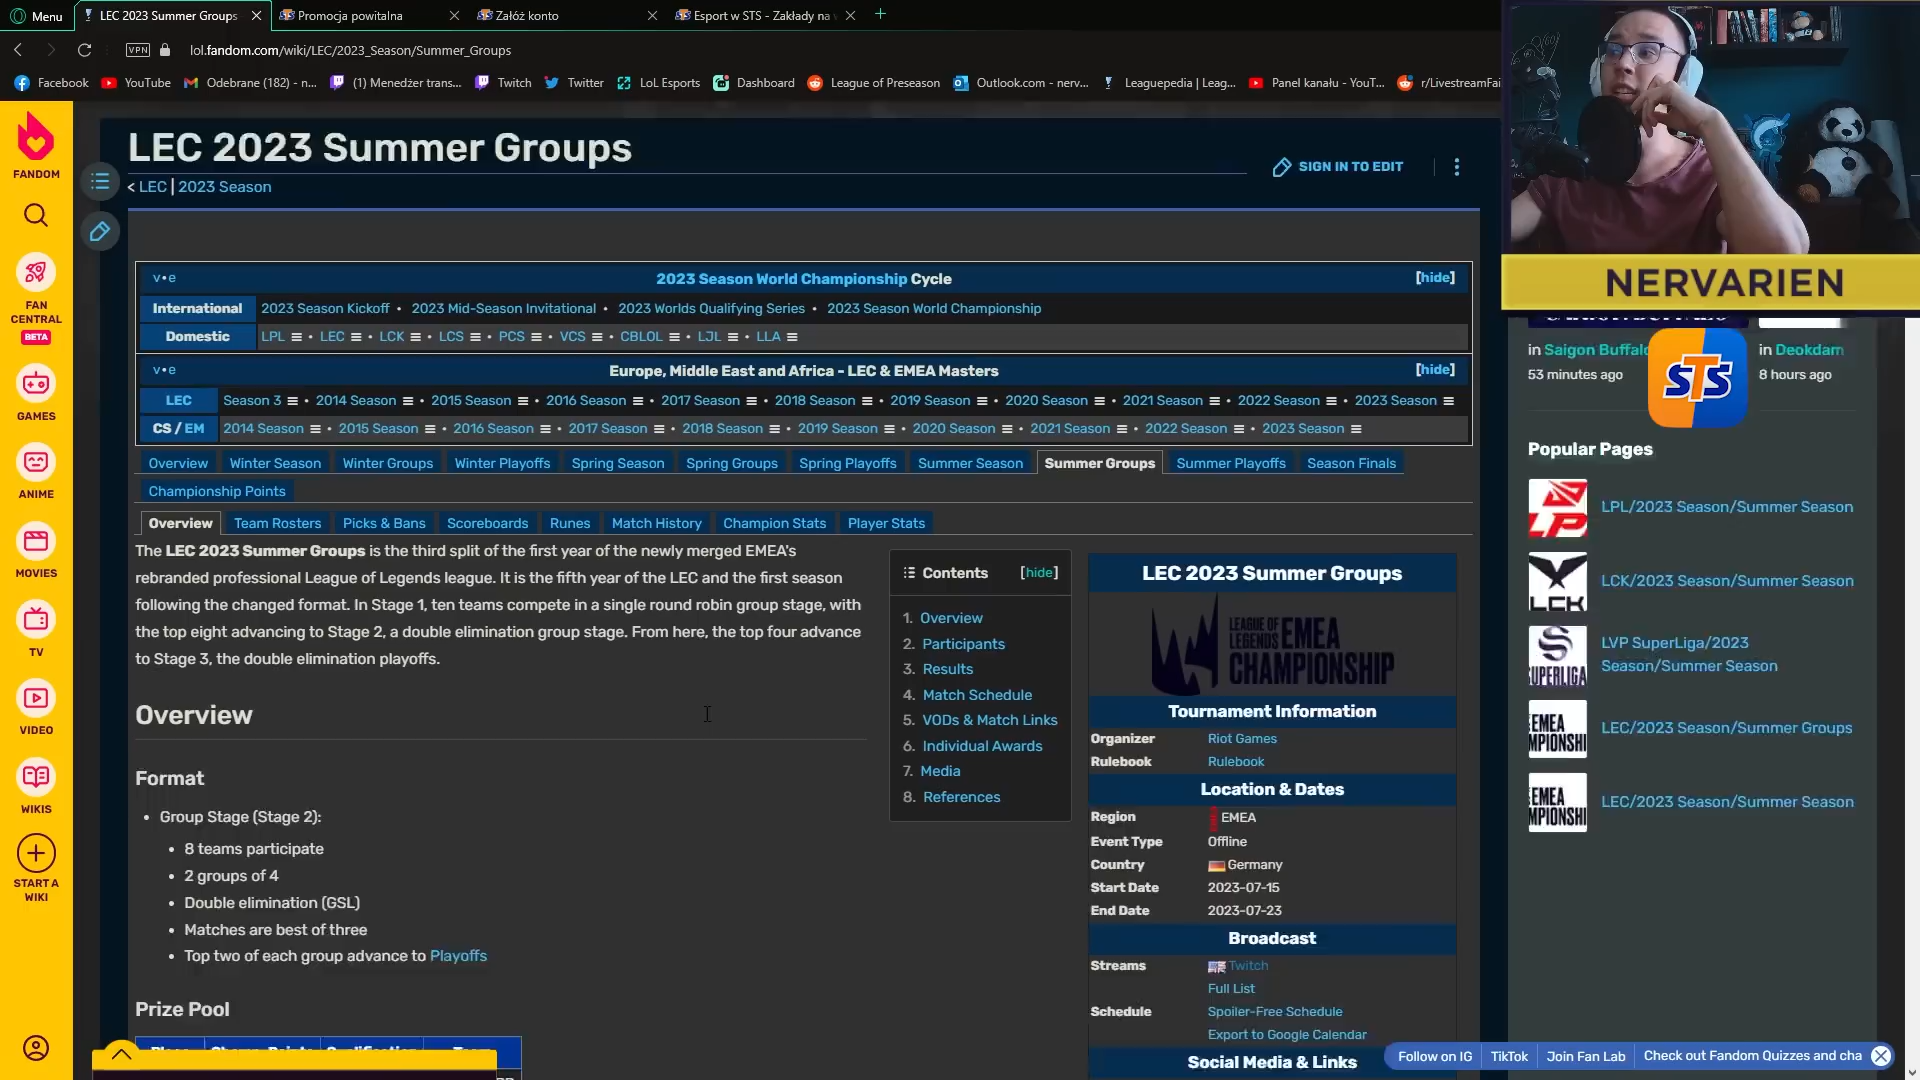 Menu
LEC 2023 Summer Groups
Promocja powitalna
Załóż konto
Esport w STS - Zakłady na
VPN
lol.fandom.com/wiki/LEC/2023_Season/Summer_Groups
Facebook
YouTube
Odebrane (182) - n...
(1) Menedżer trans...
Twitch
Twitter
LoL Esports
Dashboard
League of Preseason
Outlook.com - nerv...
Leaguepedia | Leag...
Panel kanału - YouT...
r/LivestreamFai
FANDOM
FAN
CENTRAL
BETA
GAMES
ANIME
MOVIES
TV
VIDEO
WIKIS
START A
WIKI
LEC 2023 Summer Groups
SIGN IN TO EDIT
< LEC | 2023 Season
v•e
2023 Season World Championship Cycle
[hide]
International
2023 Season Kickoff • 2023 Mid-Season Invitational • 2023 Worlds Qualifying Series • 2023 Season World Championship
Domestic
LPL • LEC • LCK • LCS • PCS • VCS • CBLOL • LJL • LLA
v•e
Europe, Middle East and Africa - LEC & EMEA Masters
[hide]
LEC
Season 3 • 2014 Season • 2015 Season • 2016 Season • 2017 Season • 2018 Season • 2019 Season • 2020 Season • 2021 Season • 2022 Season • 2023 Season
CS / EM
2014 Season • 2015 Season • 2016 Season • 2017 Season • 2018 Season • 2019 Season • 2020 Season • 2021 Season • 2022 Season • 2023 Season
Overview
Winter Season
Winter Groups
Winter Playoffs
Spring Season
Spring Groups
Spring Playoffs
Summer Season
Summer Groups
Summer Playoffs
Season Finals
Championship Points
Overview
Team Rosters
Picks & Bans
Scoreboards
Runes
Match History
Champion Stats
Player Stats
The LEC 2023 Summer Groups is the third split of the first year of the newly merged EMEA's
rebranded professional League of Legends league. It is the fifth year of the LEC and the first season
following the changed format. In Stage 1, ten teams compete in a single round robin group stage, with
the top eight advancing to Stage 2, a double elimination group stage. From here, the top four advance
to Stage 3, the double elimination playoffs.
Overview
Format
• Group Stage (Stage 2):
• 8 teams participate
• 2 groups of 4
• Double elimination (GSL)
• Matches are best of three
• Top two of each group advance to Playoffs
Prize Pool
Contents [hide]
1. Overview
2. Participants
3. Results
4. Match Schedule
5. VODs & Match Links
6. Individual Awards
7. Media
8. References
LEC 2023 Summer Groups
LEAGUE OF
LEGENDS EMEA
CHAMPIONSHIP
Tournament Information
Organizer Riot Games
Rulebook Rulebook
Location & Dates
Region EMEA
Event Type Offline
Country Germany
Start Date 2023-07-15
End Date 2023-07-23
Broadcast
Streams Twitch
Full List
Schedule Spoiler-Free Schedule
Export to Google Calendar
Social Media & Links
NERVARIEN
in Saigon Buffalo
53 minutes ago
STS
in Deokdam
8 hours ago
Popular Pages
LPL/2023 Season/Summer Season
LCK
LCK/2023 Season/Summer Season
SUPERLIGA
LVP SuperLiga/2023
Season/Summer Season
EMEA
MPIONSHI
LEC/2023 Season/Summer Groups
EMEA
MPIONSHI
LEC/2023 Season/Summer Season
Follow on IG
TikTok
Join Fan Lab
Check out Fandom Quizzes and cha